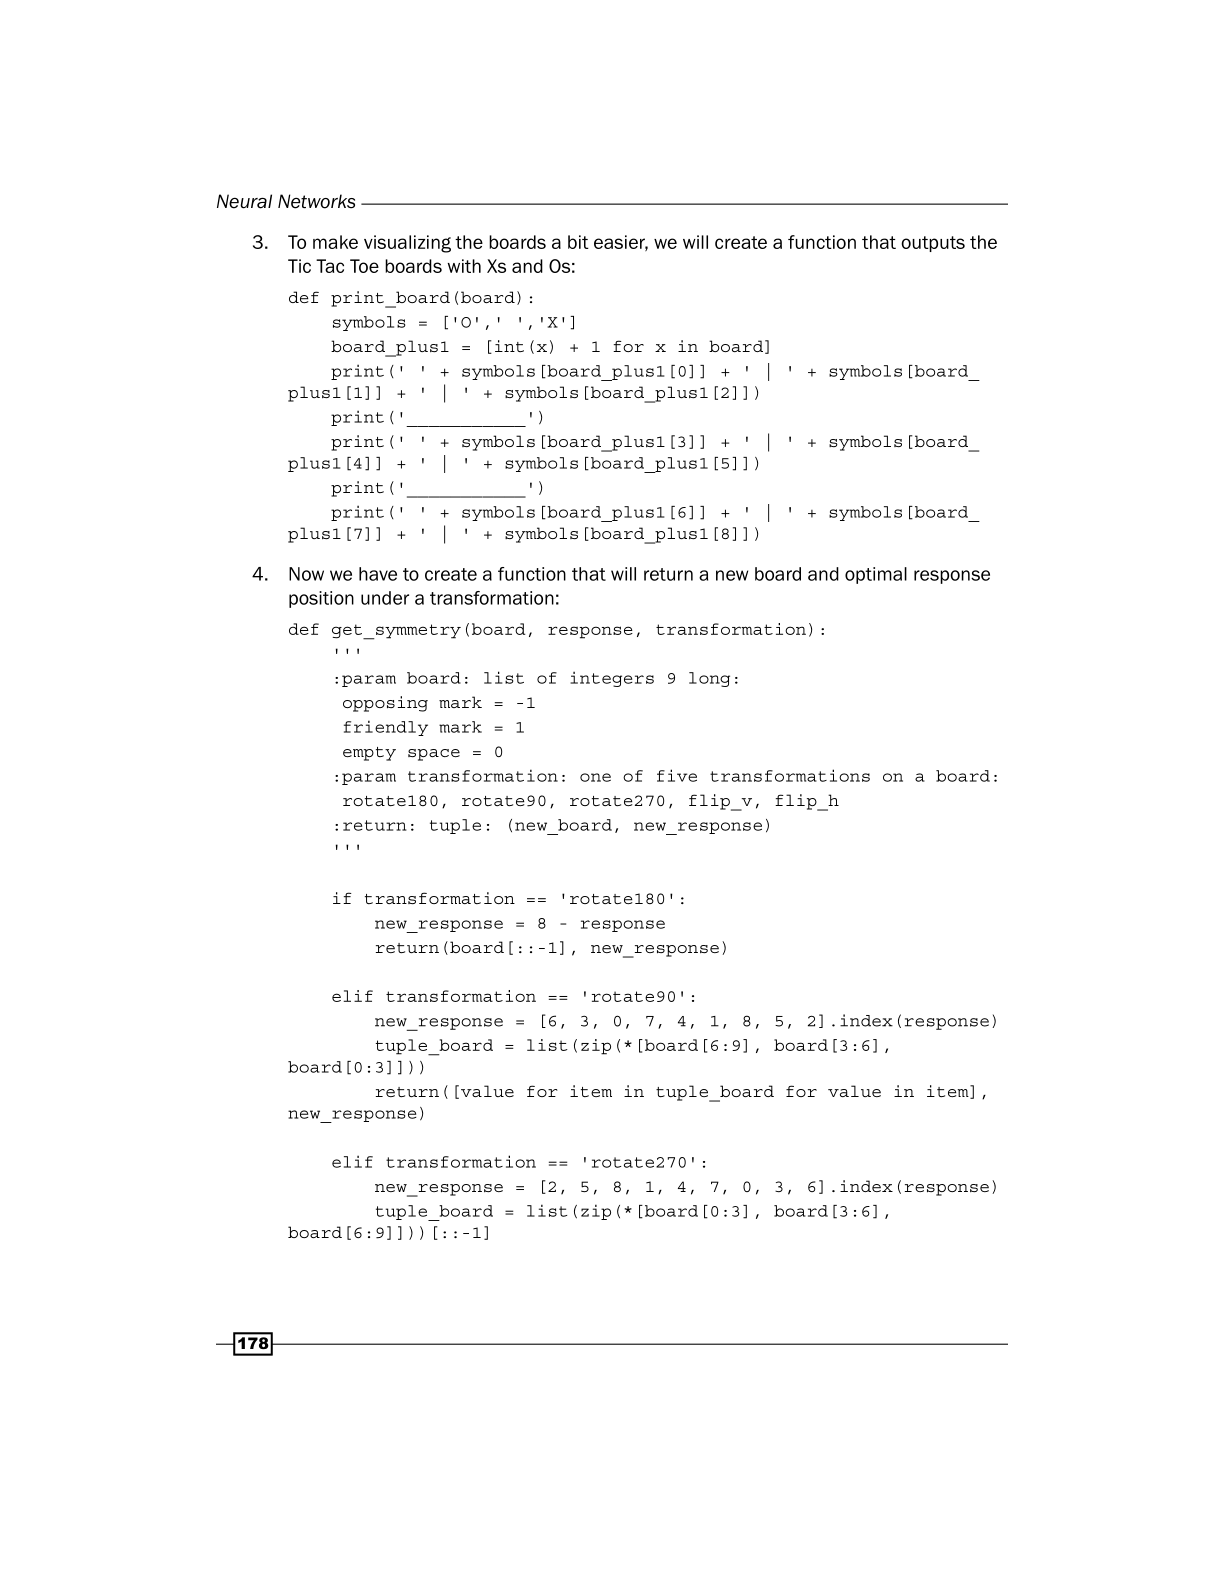 Neural Networks
3. To make visualizing the boards a bit easier, we will create a function that outputs the
Tic Tac Toe boards with Xs and Os:
def print_board(board):
    symbols = ['O',' ','X']
    board_plus1 = [int(x) + 1 for x in board]
    print(' ' + symbols[board_plus1[0]] + ' | ' + symbols[board_
plus1[1]] + ' | ' + symbols[board_plus1[2]])
    print('___________')
    print(' ' + symbols[board_plus1[3]] + ' | ' + symbols[board_
plus1[4]] + ' | ' + symbols[board_plus1[5]])
    print('___________')
    print(' ' + symbols[board_plus1[6]] + ' | ' + symbols[board_
plus1[7]] + ' | ' + symbols[board_plus1[8]])
4. Now we have to create a function that will return a new board and optimal response
position under a transformation:
def get_symmetry(board, response, transformation):
    '''
    :param board: list of integers 9 long:
     opposing mark = -1
     friendly mark = 1
     empty space = 0
    :param transformation: one of five transformations on a board:
     rotate180, rotate90, rotate270, flip_v, flip_h
    :return: tuple: (new_board, new_response)
    '''
    if transformation == 'rotate180':
        new_response = 8 - response
        return(board[::-1], new_response)
    elif transformation == 'rotate90':
        new_response = [6, 3, 0, 7, 4, 1, 8, 5, 2].index(response)
        tuple_board = list(zip(*[board[6:9], board[3:6],
board[0:3]]))
        return([value for item in tuple_board for value in item],
new_response)
    elif transformation == 'rotate270':
        new_response = [2, 5, 8, 1, 4, 7, 0, 3, 6].index(response)
        tuple_board = list(zip(*[board[0:3], board[3:6],
board[6:9]]))[::-1]
178